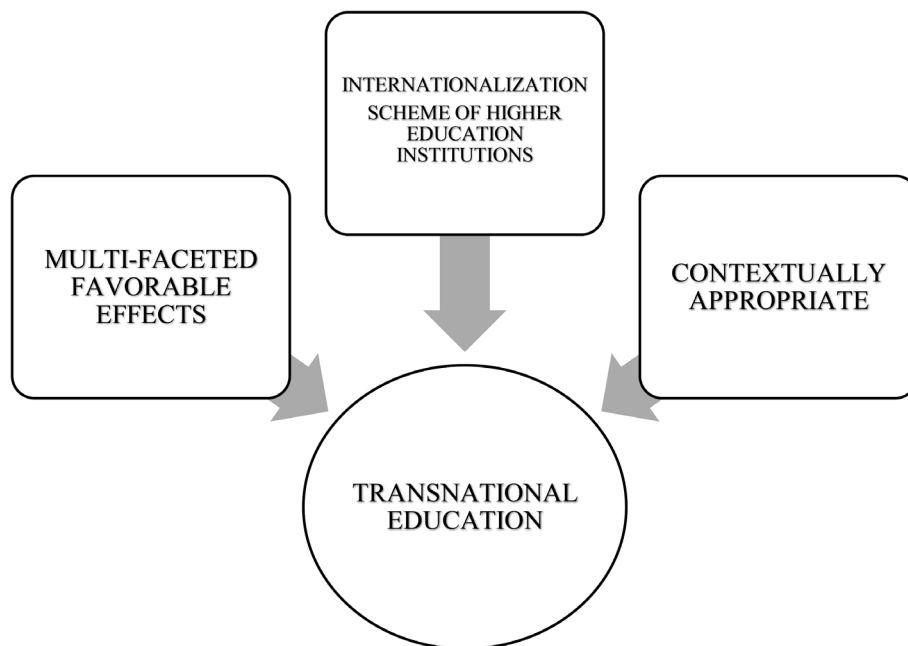 INTERNATIONALIZATION
SCHEME OF HIGHER
EDUCATION
INSTITUTIONS
MULTI-FACETED
FAVORABLE
EFFECTS
CONTEXTUALLY
APPROPRIATE
TRANSNATIONAL
EDUCATION